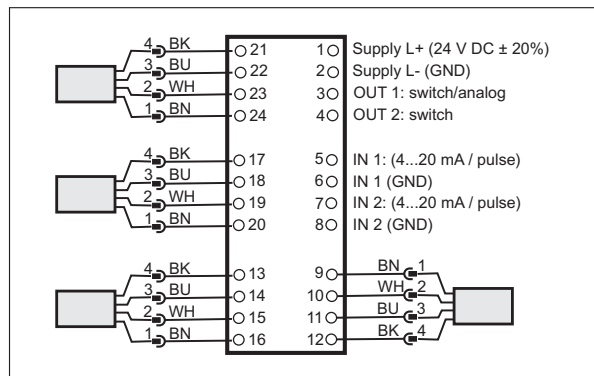 4 BK 21 1 Supply L+ (24 V DC ± 20%)
3 BU 22 2 Supply L- (GND)
2 WH 23 3 OUT 1: switch/analog
1 BN 24 4 OUT 2: switch
4 BK 17 5 IN 1: (4...20 mA / pulse)
3 BU 18 6 IN 1 (GND)
2 WH 19 7 IN 2: (4...20 mA / pulse)
1 BN 20 8 IN 2 (GND)
4 BK 13 9 BN 1
3 BU 14 10 WH 2
2 WH 15 11 BU 3
1 BN 16 12 BK 4